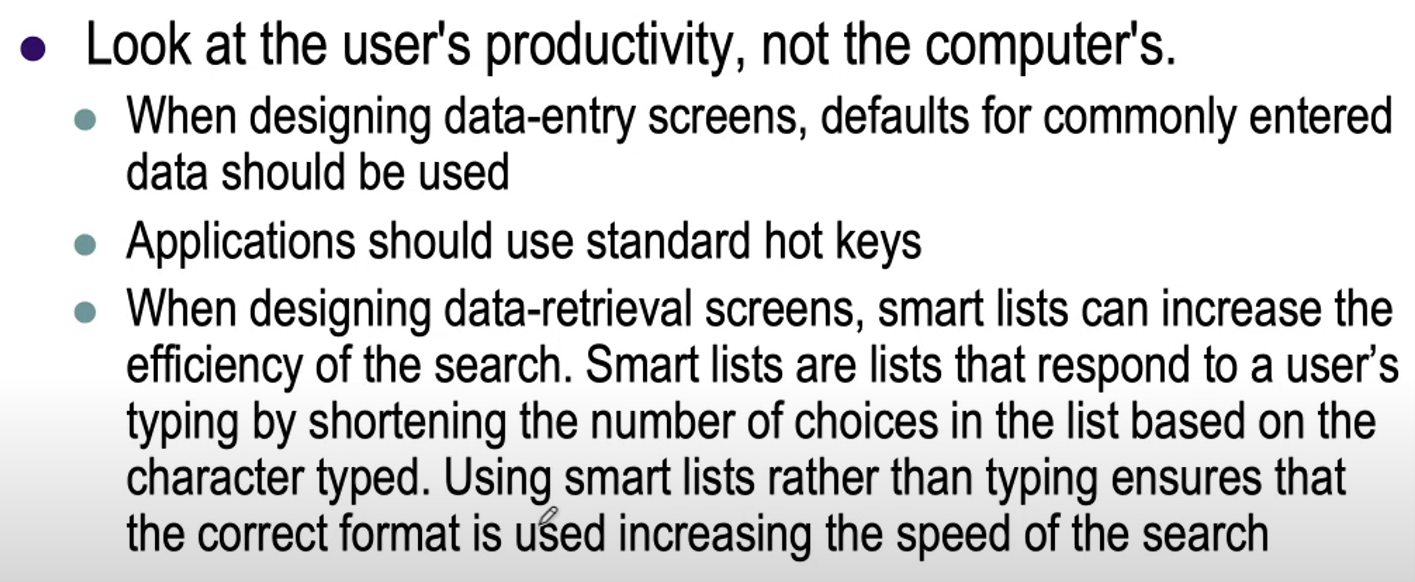 Look at the user's productivity, not the computer's.
When designing data-entry screens, defaults for commonly entered
data should be used
Applications should use standard hot keys
When designing data-retrieval screens, smart lists can increase the
efficiency of the search. Smart lists are lists that respond to a user’s
typing by shortening the number of choices in the list based on the
character typed. Using smart lists rather than typing ensures that
the correct format is used increasing the speed of the search